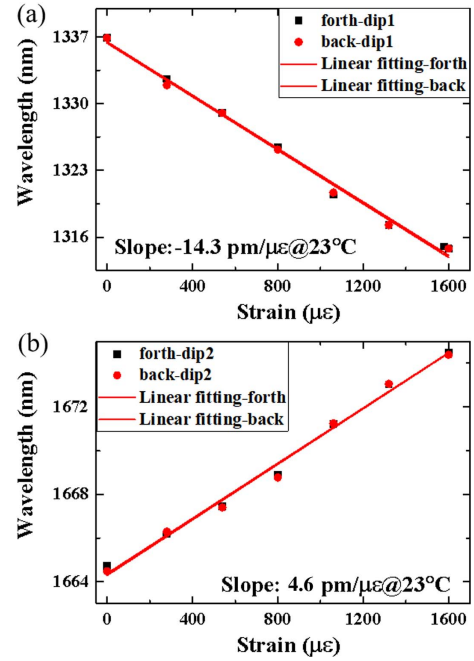 (a)
forth-dip1
back-dip1
Linear fitting-forth
Linear fitting-back
Wavelength (nm)
1337
1330
1323
1316
Slope:-14.3 pm/με@23°C
0 400 800 1200 1600
Strain (με)
(b)
forth-dip2
back-dip2
Linear fitting-forth
Linear fitting-back
Wavelength (nm)
1672
1668
1664
Slope: 4.6 pm/με@23°C
0 400 800 1200 1600
Strain (με)